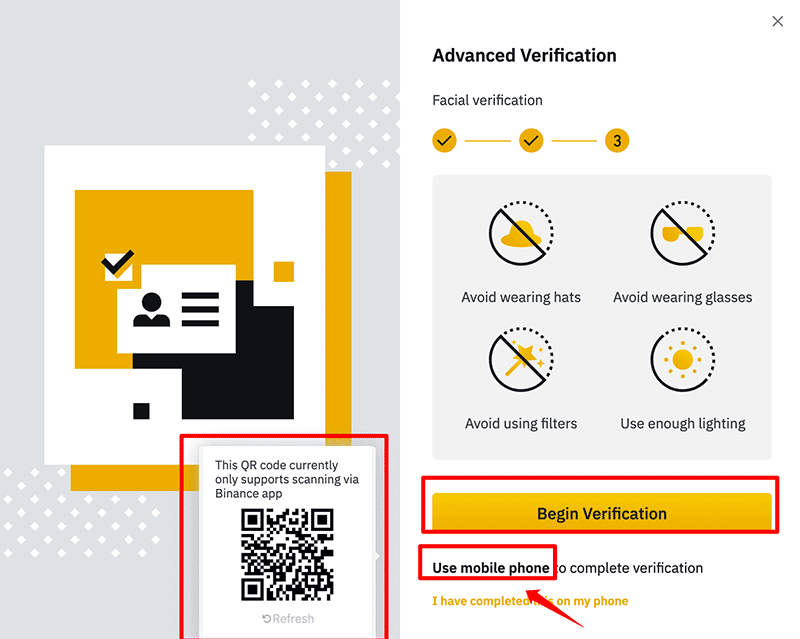 Advanced Verification
Facial verification
3
Avoid wearing hats
Avoid wearing glasses
Avoid using filters
Use enough lighting
This QR code currently
only supports scanning via
Binance app
Refresh
Begin Verification
Use mobile phone to complete verification
I have completed this on my phone